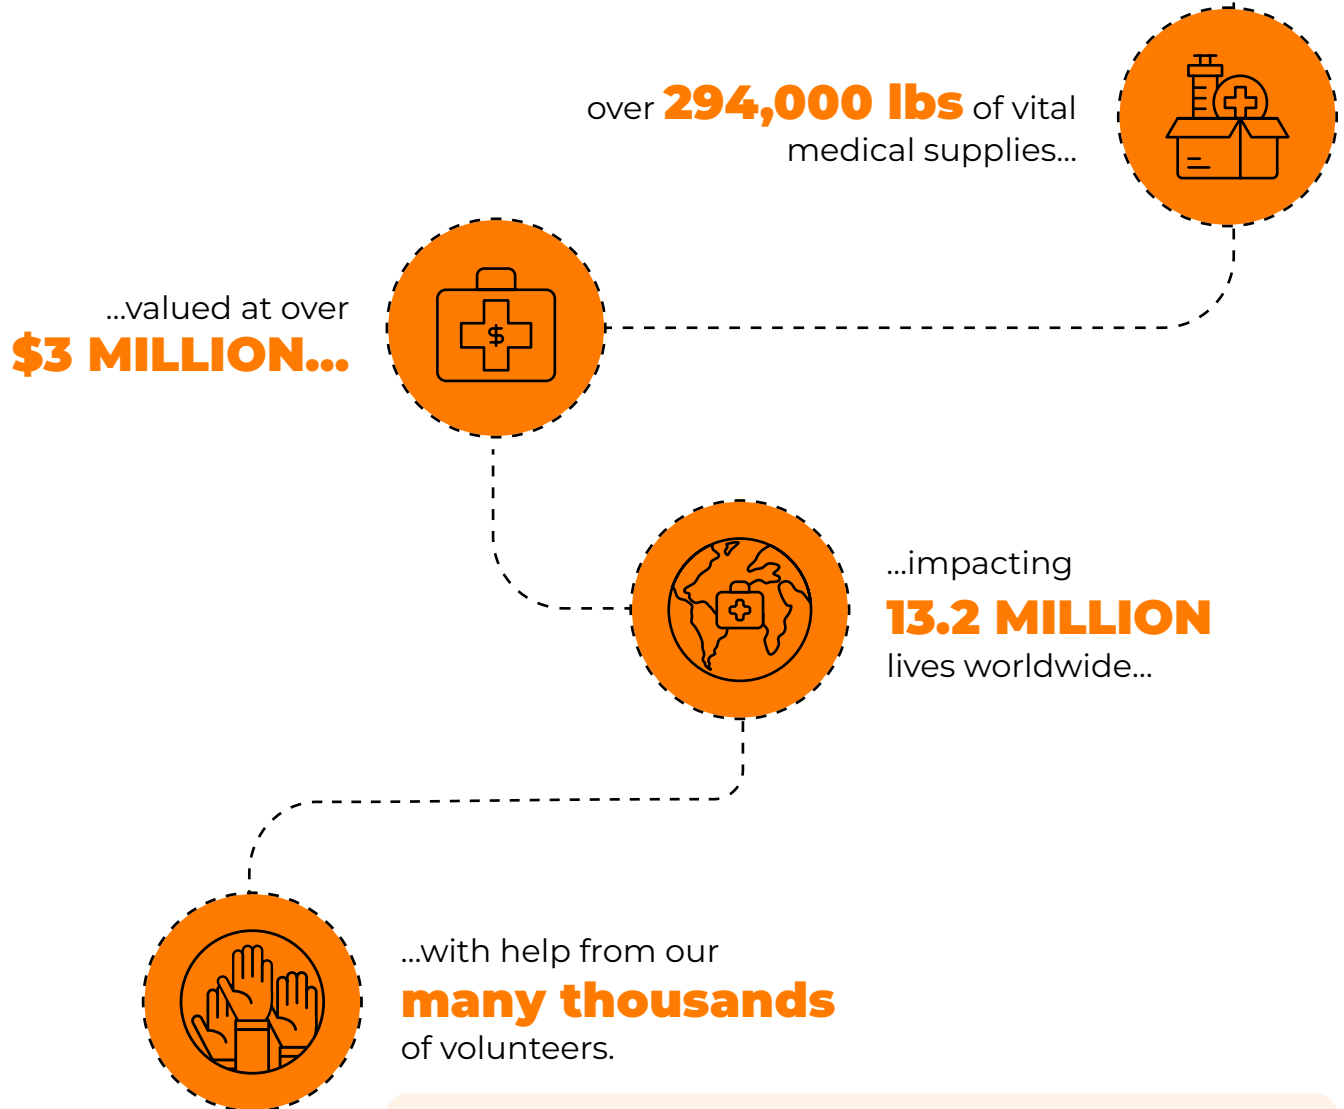 over 294,000 lbs of vital
medical supplies...
...valued at over
$3 MILLION...
$
...impacting
13.2 MILLION
lives worldwide...
...with help from our
many thousands
of volunteers.